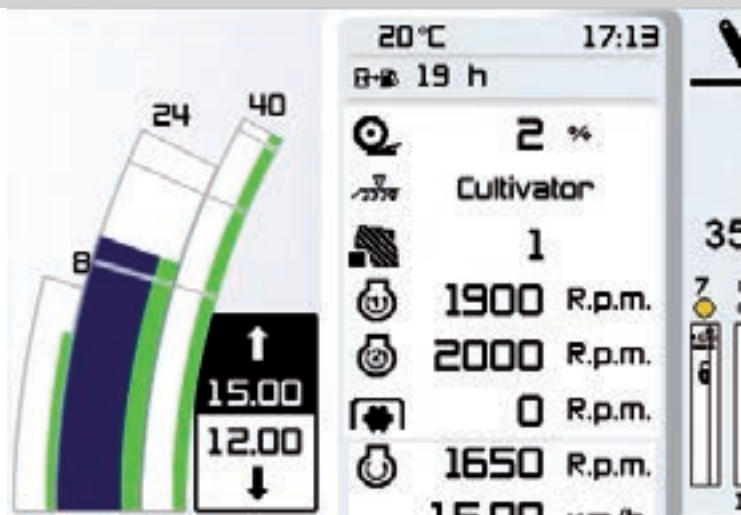 20°C 17:13
19 h
40
24
2 %
Cultivator
8
1
35
7
1900 R.p.m.
2000 R.p.m.
15.00
0 R.p.m.
12.00
1650 R.p.m.